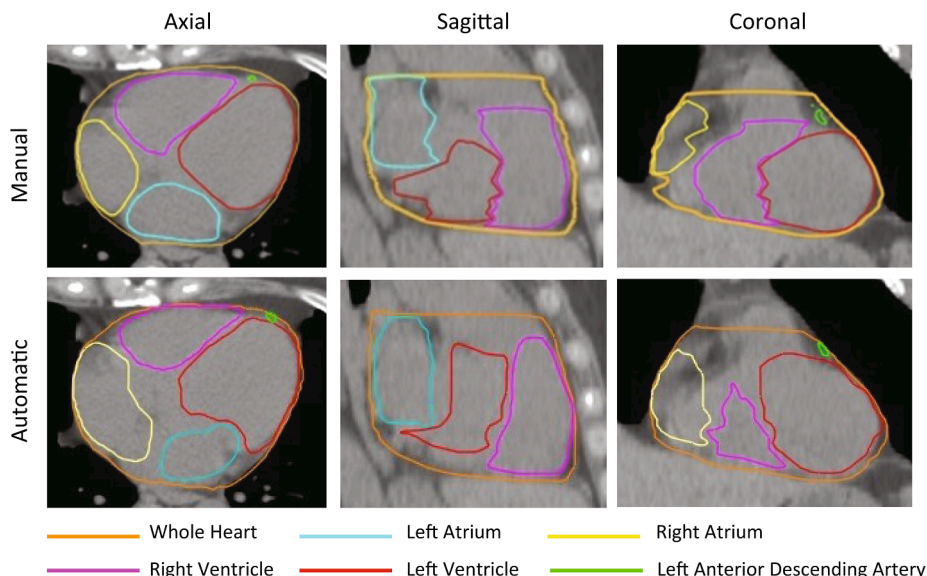 Axial Sagittal Coronal
Manual
Automatic
Whole Heart Left Atrium Right Atrium
Right Ventricle Left Ventricle Left Anterior Descending Artery